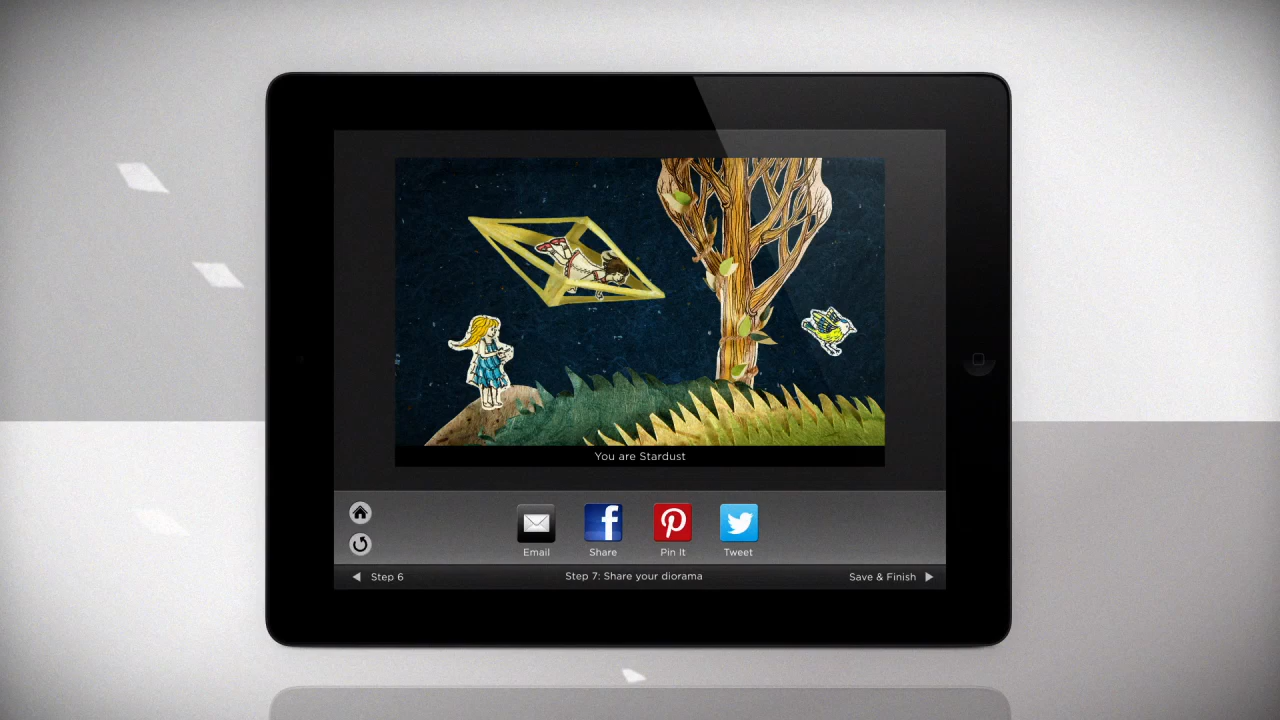 You are Stardust
Email
Share
Pin It
Tweet
Step 6
Step 7: Share your diorama
Save & Finish